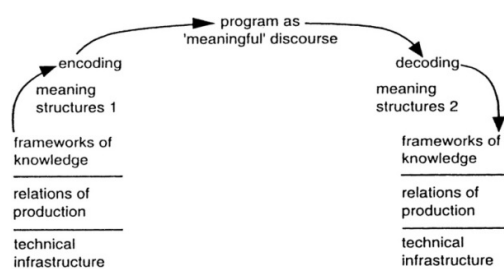 program as
'meaningful' discourse
encoding
decoding
meaning
structures 1
meaning
structures 2
frameworks of
knowledge
frameworks of
knowledge
relations of
production
relations of
production
technical
infrastructure
technical
infrastructure